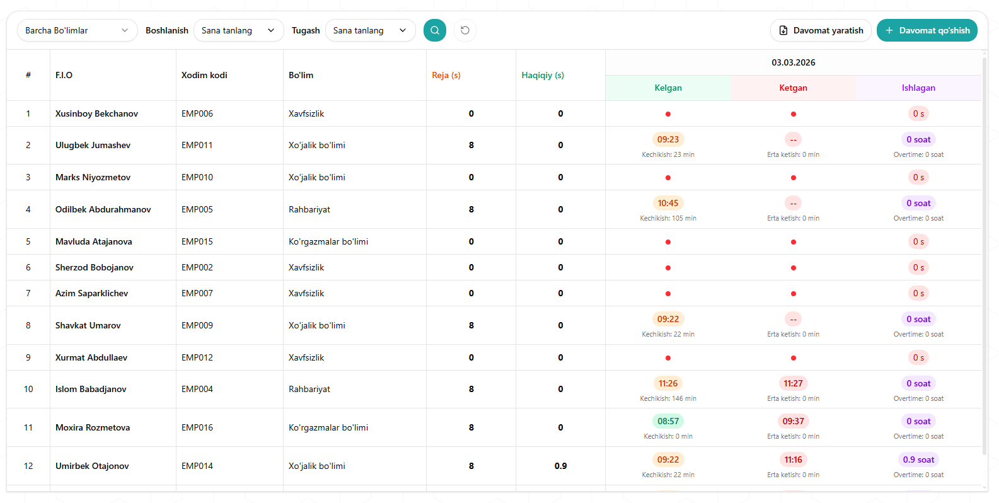 Barcha Bo'limlar Boshlanish Sana tanlang Tugash Sana tanlang Davomat yaratish Davomat qo'shish
03.03.2026
# F.I.O Xodim kodi Bo'lim Reja (s) Haqiqiy (s)
Kelgan Ketgan Ishlagan
1 Xusinboy Bekchanov EMP006 Xavfsizlik 0 0 0 s
2 Ulugbek Jumashev EMP011 Xo'jalik bo'limi 8 0 09:23 -- 0 soat
Kechikish: 23 min Erta ketish: 0 min Overtime: 0 soat
3 Marks Niyozmetov EMP010 Xo'jalik bo'limi 0 0 0 s
4 Odilbek Abdurahmanov EMP005 Rahbariyat 8 0 10:45 -- 0 soat
Kechikish: 105 min Erta ketish: 0 min Overtime: 0 soat
5 Mavluda Atajanova EMP015 Ko'rgazmalar bo'limi 0 0 0 s
6 Sherzod Bobojanov EMP002 Xavfsizlik 0 0 0 s
7 Azim Saparklichev EMP007 Xavfsizlik 0 0 0 s
8 Shavkat Umarov EMP009 Xo'jalik bo'limi 8 0 09:22 -- 0 soat
Kechikish: 22 min Erta ketish: 0 min Overtime: 0 soat
9 Xurmat Abdullaev EMP012 Xavfsizlik 0 0 0 s
10 Islom Babadjanov EMP004 Rahbariyat 8 0 11:26 11:27 0 soat
Kechikish: 146 min Erta ketish: 0 min Overtime: 0 soat
11 Moxira Rozmetova EMP016 Ko'rgazmalar bo'limi 8 0 08:57 09:37 0 soat
Kechikish: 0 min Erta ketish: 0 min Overtime: 0 soat
12 Umirbek Otajonov EMP014 Xo'jalik bo'limi 8 0.9 09:22 11:16 0.9 soat
Kechikish: 22 min Erta ketish: 0 min Overtime: 0 soat